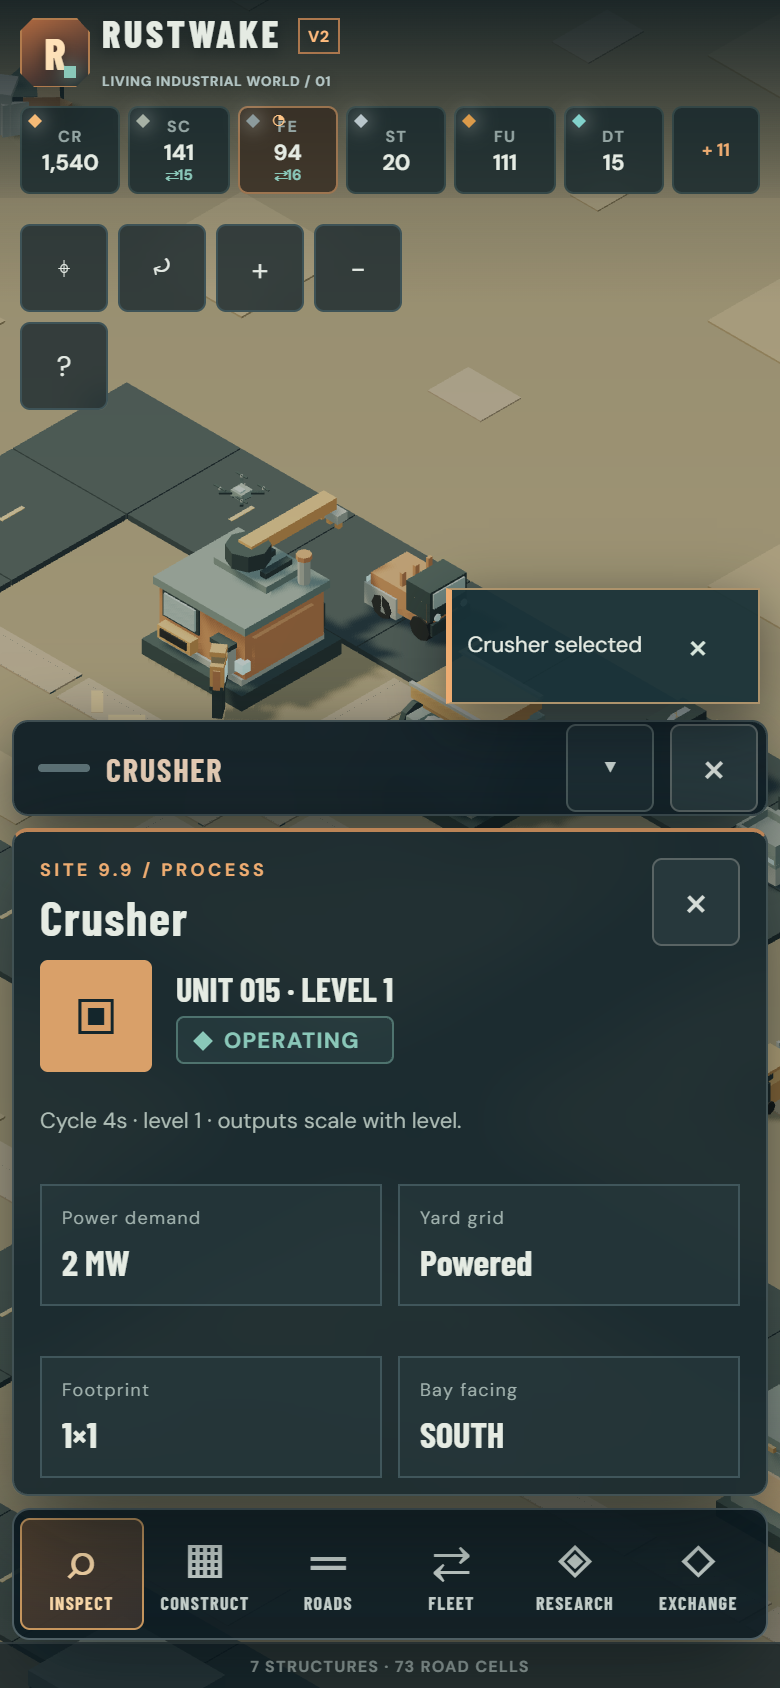 R
RUSTWAKE V2
LIVING INDUSTRIAL WORLD / 01
CR
1,540
SC
141
⇄15
FE
94
⇄16
ST
20
FU
111
DT
15
+ 11
+
−
?
Crusher selected ×
CRUSHER ▼ ×
SITE 9.9 / PROCESS
Crusher ×
UNIT 015 · LEVEL 1
◆ OPERATING
Cycle 4s · level 1 · outputs scale with level.
Power demand
2 MW
Yard grid
Powered
Footprint
1×1
Bay facing
SOUTH
INSPECT
CONSTRUCT
ROADS
FLEET
RESEARCH
EXCHANGE
7 STRUCTURES · 73 ROAD CELLS